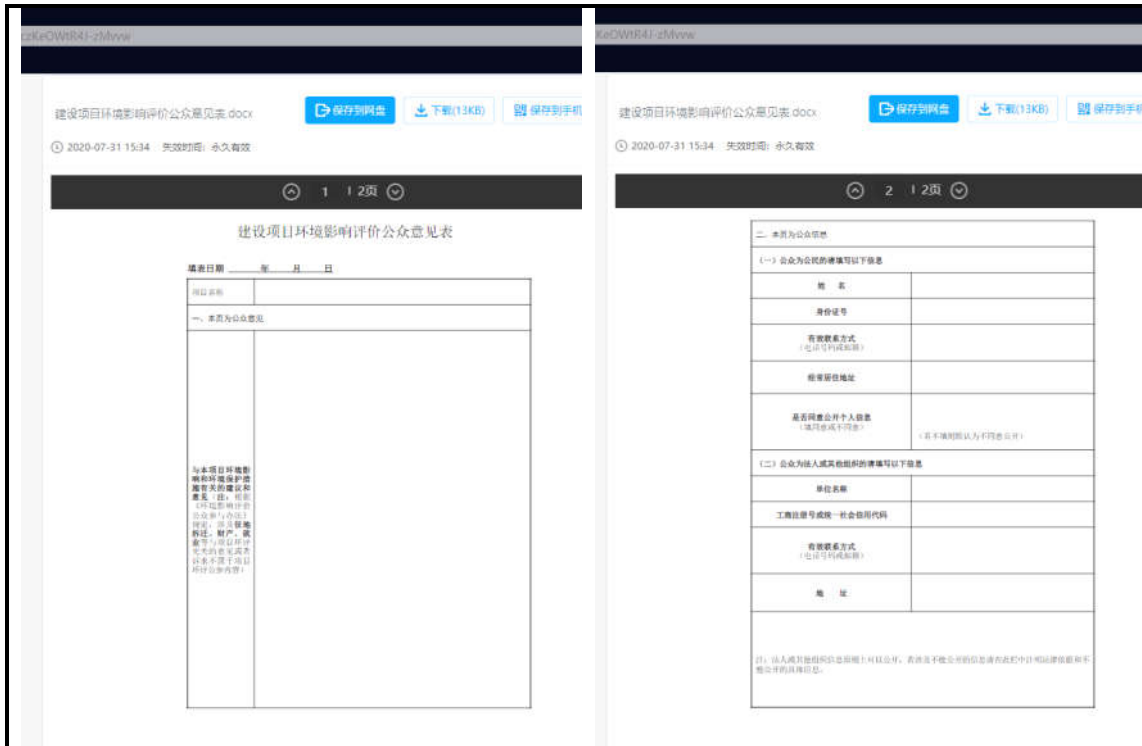 czKeOWtR4J-zMvvw
建设项目环境影响评价公众意见表.docx
保存到网盘
下载(13KB)
保存到手机
2020-07-31 15:34 失效时间：永久有效
1 | 2页
建设项目环境影响评价公众意见表
填表日期 年 月 日
项目名称
一、本页为公众意见
与本项目环境影
响和环境保护措
施有关的建议和
意见（注：根据
《环境影响评价
公众参与办法》
规定，涉及征地
拆迁、财产、就
业等与项目环评
无关的意见或者
诉求不属于项目
环评公参内容）
KeOWtR4J-zMvvw
建设项目环境影响评价公众意见表.docx
保存到网盘
下载(13KB)
保存到手机
2020-07-31 15:34 失效时间：永久有效
2 | 2页
二、本页为公众信息
（一）公众为公民的请填写以下信息
姓 名
身份证号
有效联系方式
（电话号码或邮箱）
经常居住地址
是否同意公开个人信息
（填同意或不同意）
（若不填则默认为不同意公开）
（二）公众为法人或其他组织的请填写以下信息
单位名称
工商注册号或统一社会信用代码
有效联系方式
（电话号码或邮箱）
地 址
注：法人或其他组织信息原则上可以公开，若涉及不能公开的信息请在此栏中注明法律依据和不
能公开的具体信息。